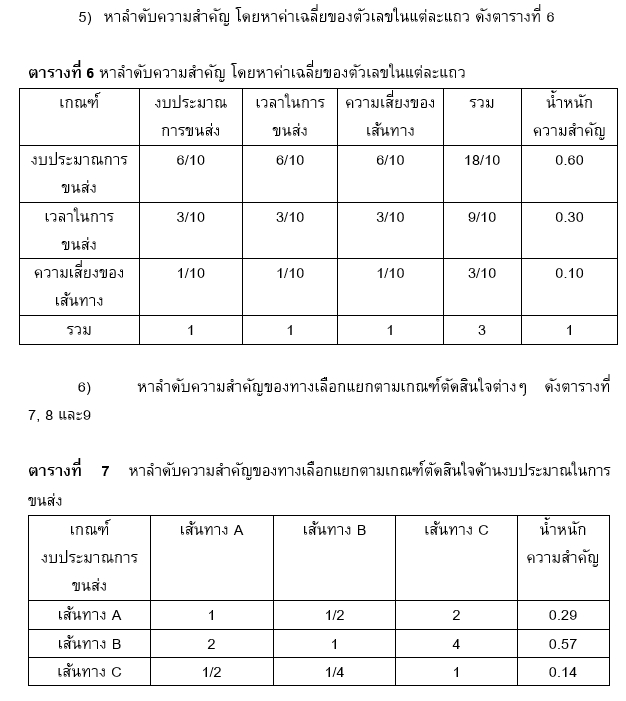 5) หาลำดับความสำคัญ โดยหาค่าเฉลี่ยของตัวเลขในแต่ละแถว ดังตารางที่ 6
ตารางที่ 6 หาลำดับความสำคัญ โดยหาค่าเฉลี่ยของตัวเลขในแต่ละแถว
เกณฑ์ งบประมาณ เวลาในการ ความเสี่ยงของ รวม น้ำหนัก
การขนส่ง ขนส่ง เส้นทาง ความสำคัญ
งบประมาณการ 6/10 6/10 6/10 18/10 0.60
ขนส่ง
เวลาในการ 3/10 3/10 3/10 9/10 0.30
ขนส่ง
ความเสี่ยงของ 1/10 1/10 1/10 3/10 0.10
เส้นทาง
รวม 1 1 1 3 1
6) หาลำดับความสำคัญของทางเลือกแยกตามเกณฑ์ตัดสินใจต่างๆ ดังตารางที่
7, 8 และ9
ตารางที่ 7 หาลำดับความสำคัญของทางเลือกแยกตามเกณฑ์ตัดสินใจด้านงบประมาณในการ
ขนส่ง
เกณฑ์ เส้นทาง A เส้นทาง B เส้นทาง C น้ำหนัก
งบประมาณการ ความสำคัญ
ขนส่ง
เส้นทาง A 1 1/2 2 0.29
เส้นทาง B 2 1 4 0.57
เส้นทาง C 1/2 1/4 1 0.14